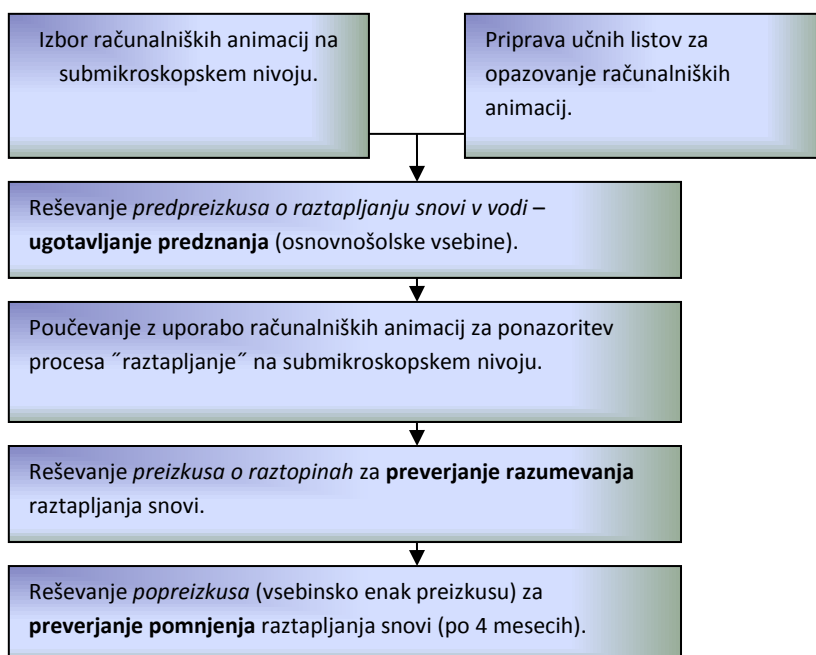 Izbor računalniških animacij na
submikroskopskem nivoju.
Priprava učnih listov za
opazovanje računalniških
animacij.
Reševanje predpreizkusa o raztapljanju snovi v vodi –
ugotavljanje predznanja (osnovnošolske vsebine).
Poučevanje z uporabo računalniških animacij za ponazoritev
procesa ˝raztapljanje˝ na submikroskopskem nivoju.
Reševanje preizkusa o raztopinah za preverjanje razumevanja
raztapljanja snovi.
Reševanje popreizkusa (vsebinsko enak preizkusu) za
preverjanje pomnjenja raztapljanja snovi (po 4 mesecih).